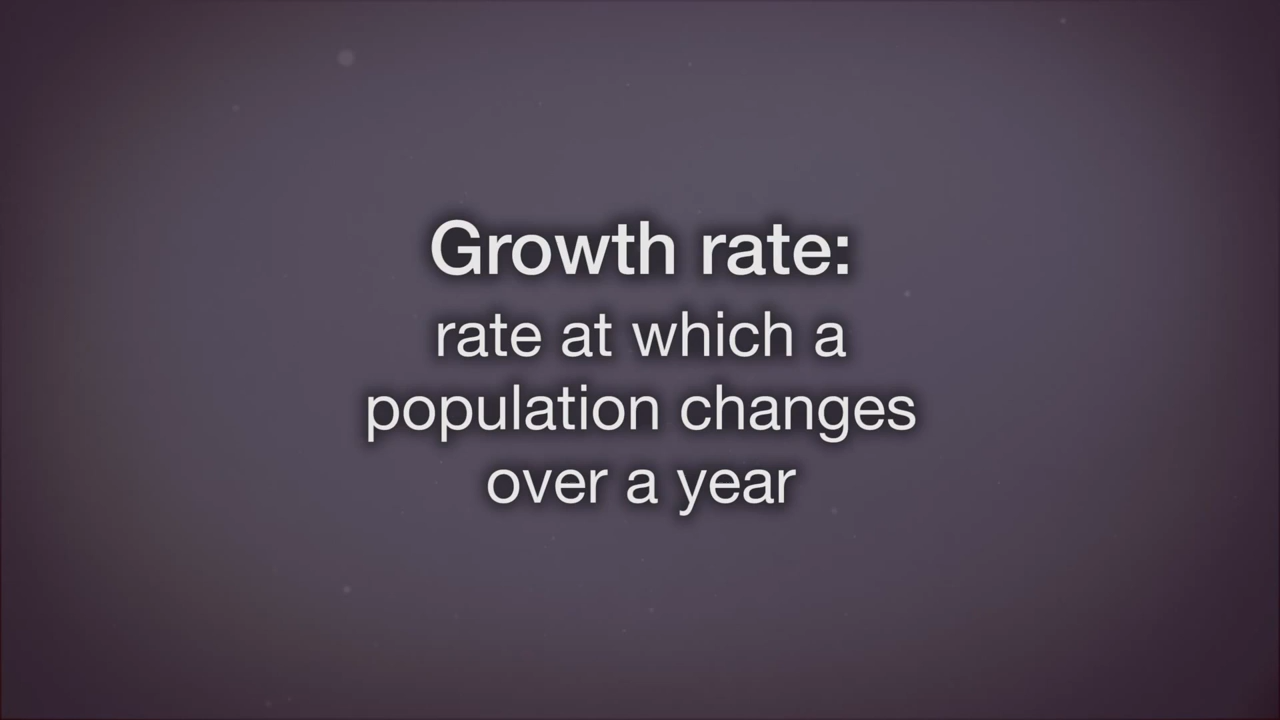 Growth rate:
rate at which a
population changes
over a year